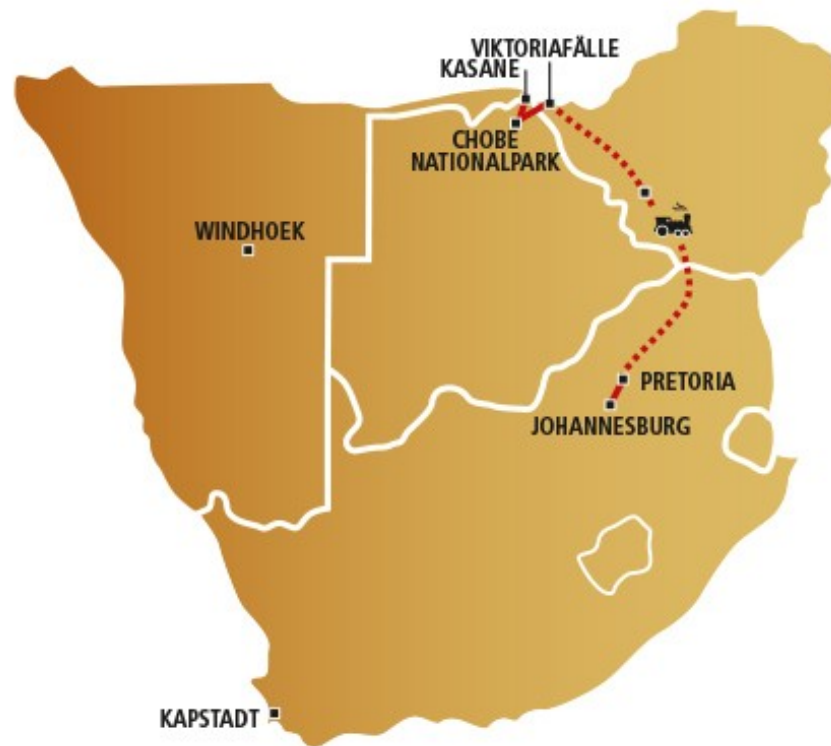 VIKTORIAFÄLLE
KASANE
CHOBE
NATIONALPARK
WINDHOEK
PRETORIA
JOHANNESBURG
KAPSTADT